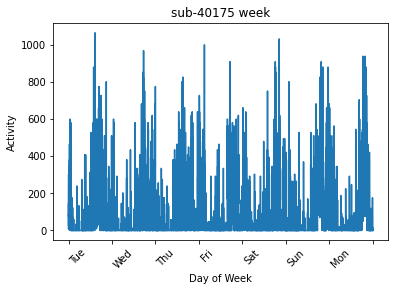 sub-40175 week
1000
800
600
400
200
0
Activity
Tue
Wed
Thu
Fri
Sat
Sun
Mon
Day of Week